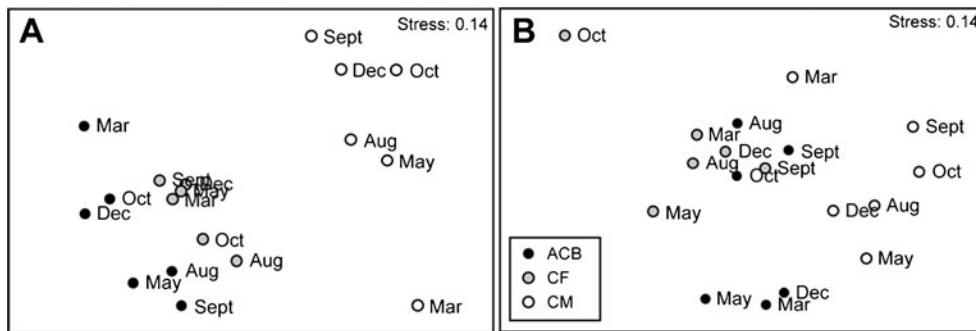 A
Stress: 0.14
Sept
Dec
Oct
Mar
Aug
May
Sept
Dec
May
Mar
Oct
Dec
Oct
Aug
Aug
May
Sept
Mar
B
Stress: 0.14
Oct
Mar
Aug
Sept
Mar
Dec
Sept
Aug
Sept
Oct
Oct
May
Dec
Aug
May
ACB
CF
CM
Dec
May
Mar